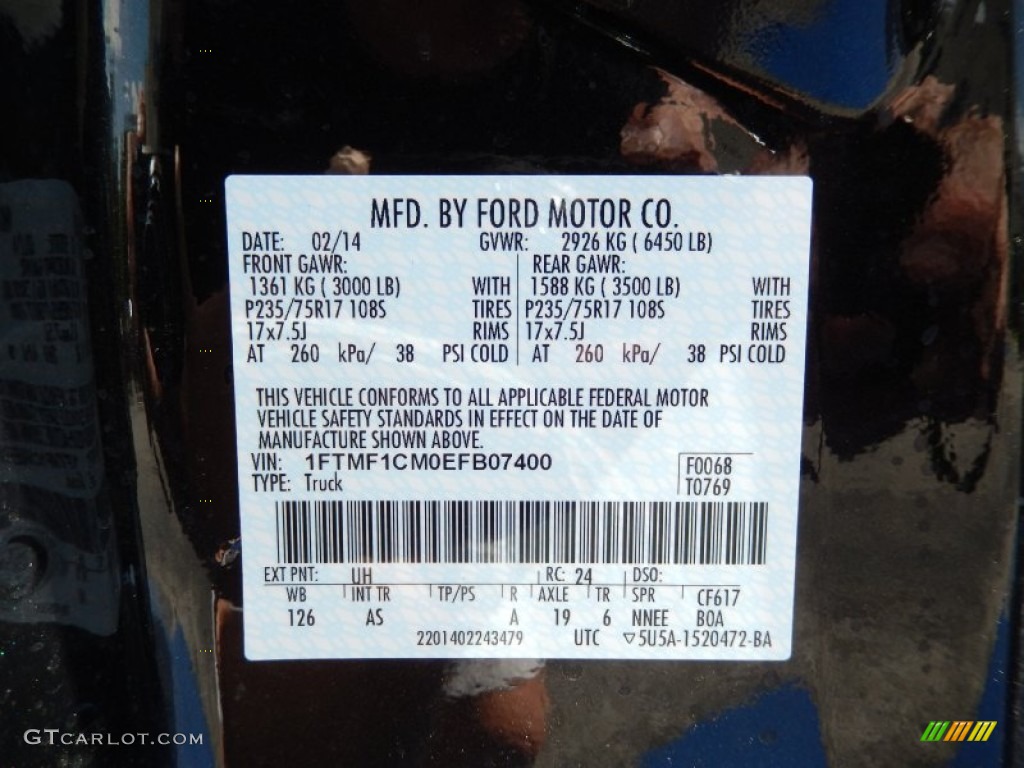 MFD. BY FORD MOTOR CO.
DATE: 02/14 GVWR: 2926 KG ( 6450 LB)
FRONT GAWR: REAR GAWR:
1361 KG ( 3000 LB) WITH 1588 KG ( 3500 LB) WITH
P235/75R17 108S TIRES P235/75R17 108S TIRES
17x7.5J RIMS 17x7.5J RIMS
AT 260 kPa/ 38 PSI COLD AT 260 kPa/ 38 PSI COLD
THIS VEHICLE CONFORMS TO ALL APPLICABLE FEDERAL MOTOR
VEHICLE SAFETY STANDARDS IN EFFECT ON THE DATE OF
MANUFACTURE SHOWN ABOVE.
VIN: 1FTMF1CM0EFB07400 F0068
TYPE: Truck T0769
EXT PNT: UH RC: 24 DSO:
WB INT TR TP/PS R AXLE TR SPR CF617
126 AS A 19 6 NNEE BOA
2201402243479 UTC ▽5U5A-1520472-BA
GTCARLOT.COM